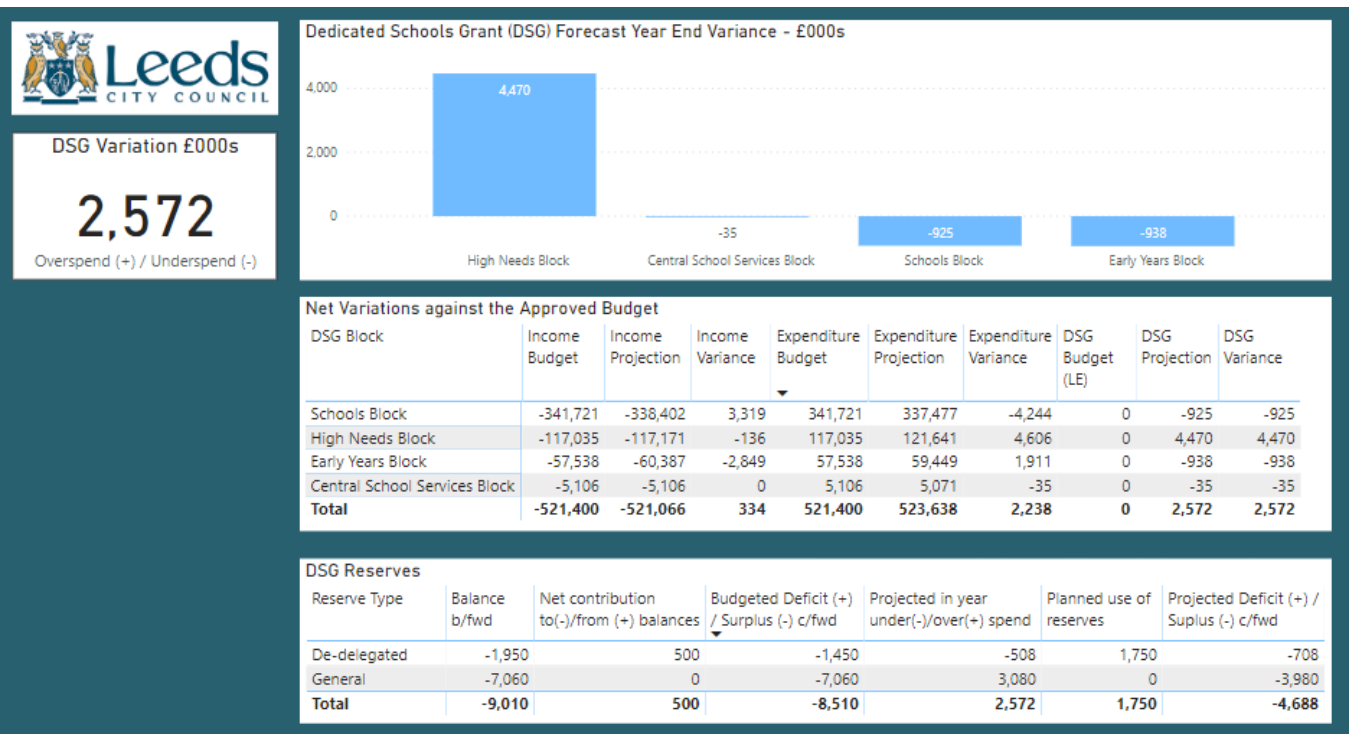 Leeds
CITY COUNCIL
DSG Variation £000s
2,572
Overspend (+) / Underspend (-)
Dedicated Schools Grant (DSG) Forecast Year End Variance - £000s
4,000
2,000
0
4,470
-35
-925
-938
High Needs Block
Central School Services Block
Schools Block
Early Years Block
Net Variations against the Approved Budget
DSG Block Income Income Income Expenditure Expenditure Expenditure DSG DSG DSG
Budget Projection Variance Budget Projection Variance Budget Projection Variance
(LE)
Schools Block -341,721 -338,402 3,319 341,721 337,477 -4,244 0 -925 -925
High Needs Block -117,035 -117,171 -136 117,035 121,641 4,606 0 4,470 4,470
Early Years Block -57,538 -60,387 -2,849 57,538 59,449 1,911 0 -938 -938
Central School Services Block -5,106 -5,106 0 5,106 5,071 -35 0 -35 -35
Total -521,400 -521,066 334 521,400 523,638 2,238 0 2,572 2,572
DSG Reserves
Reserve Type Balance Net contribution Budgeted Deficit (+) Projected in year Planned use of Projected Deficit (+) /
b/fwd to(-)/from (+) balances / Surplus (-) c/fwd under(-)/over(+) spend reserves Suplus (-) c/fwd
De-delegated -1,950 500 -1,450 -508 1,750 -708
General -7,060 0 -7,060 3,080 0 -3,980
Total -9,010 500 -8,510 2,572 1,750 -4,688